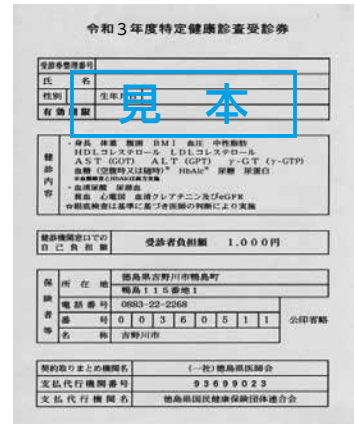 令和3年度特定健康診査受診券
受診券整理番号
氏 名
性別 生年月日
有効期限
見 本
健診内容
・身長 体重 腹囲 BMI 血圧 中性脂肪
HDLコレステロール LDLコレステロール
AST (GOT) ALT (GPT) γ-GT (γ-GTP)
血糖 (空腹時又は随時)* HbAlc* 尿糖 尿蛋白
・血清尿酸 尿潜血
貧血 心電図 血清クレアチニン及びeGFR
☆眼底検査は基準に基づき医師の判断により実施
健診機関窓口での自己負担額 受診者負担額 1,000円
保険者等
所在地 徳島県吉野川市鴨島町
鴨島115番地1
電話番号 0883-22-2268
番号 0 0 3 6 0 5 1 1 公印省略
名称 吉野川市
契約取りまとめ機関名 (一社)徳島県医師会
支払代行機関番号 93699023
支払代行機関名 徳島県国民健康保険団体連合会